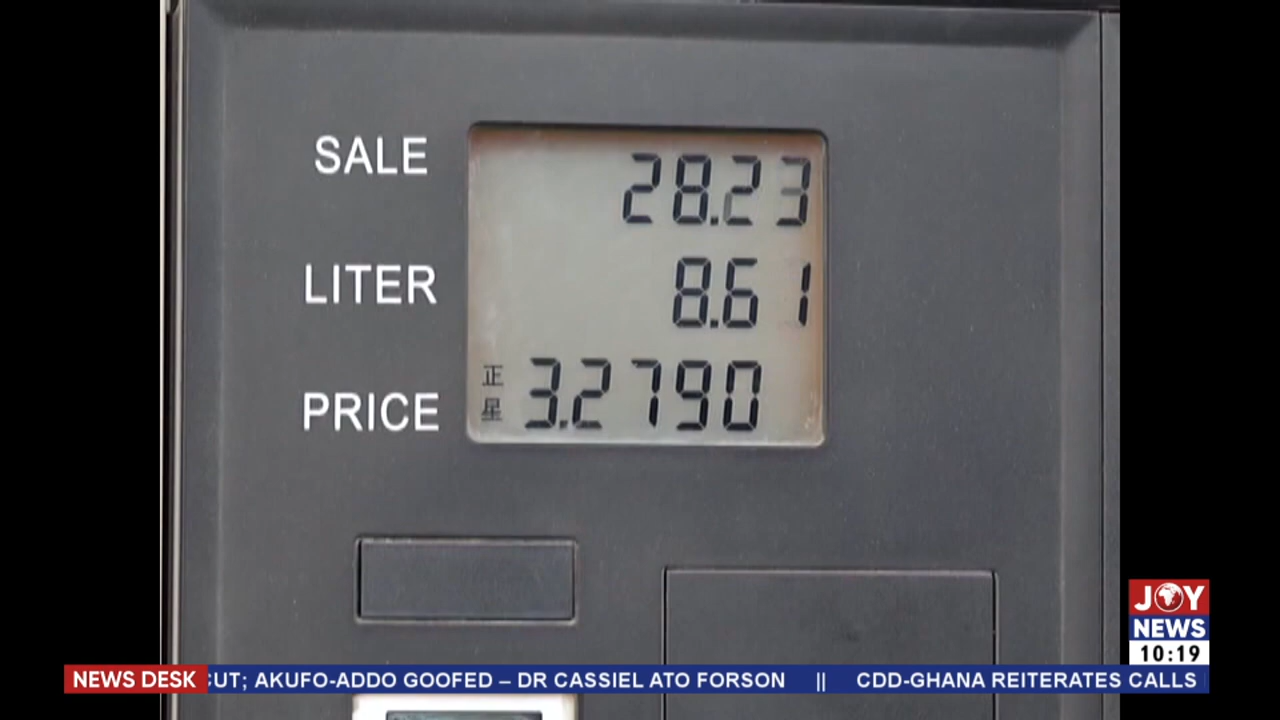 SALE
28.23
LITER
8.61
正星
PRICE
3.2790
JOY
NEWS
10:19
NEWS DESK
CUT; AKUFO-ADDO GOOFED – DR CASSIEL ATO FORSON || CDD-GHANA REITERATES CALLS